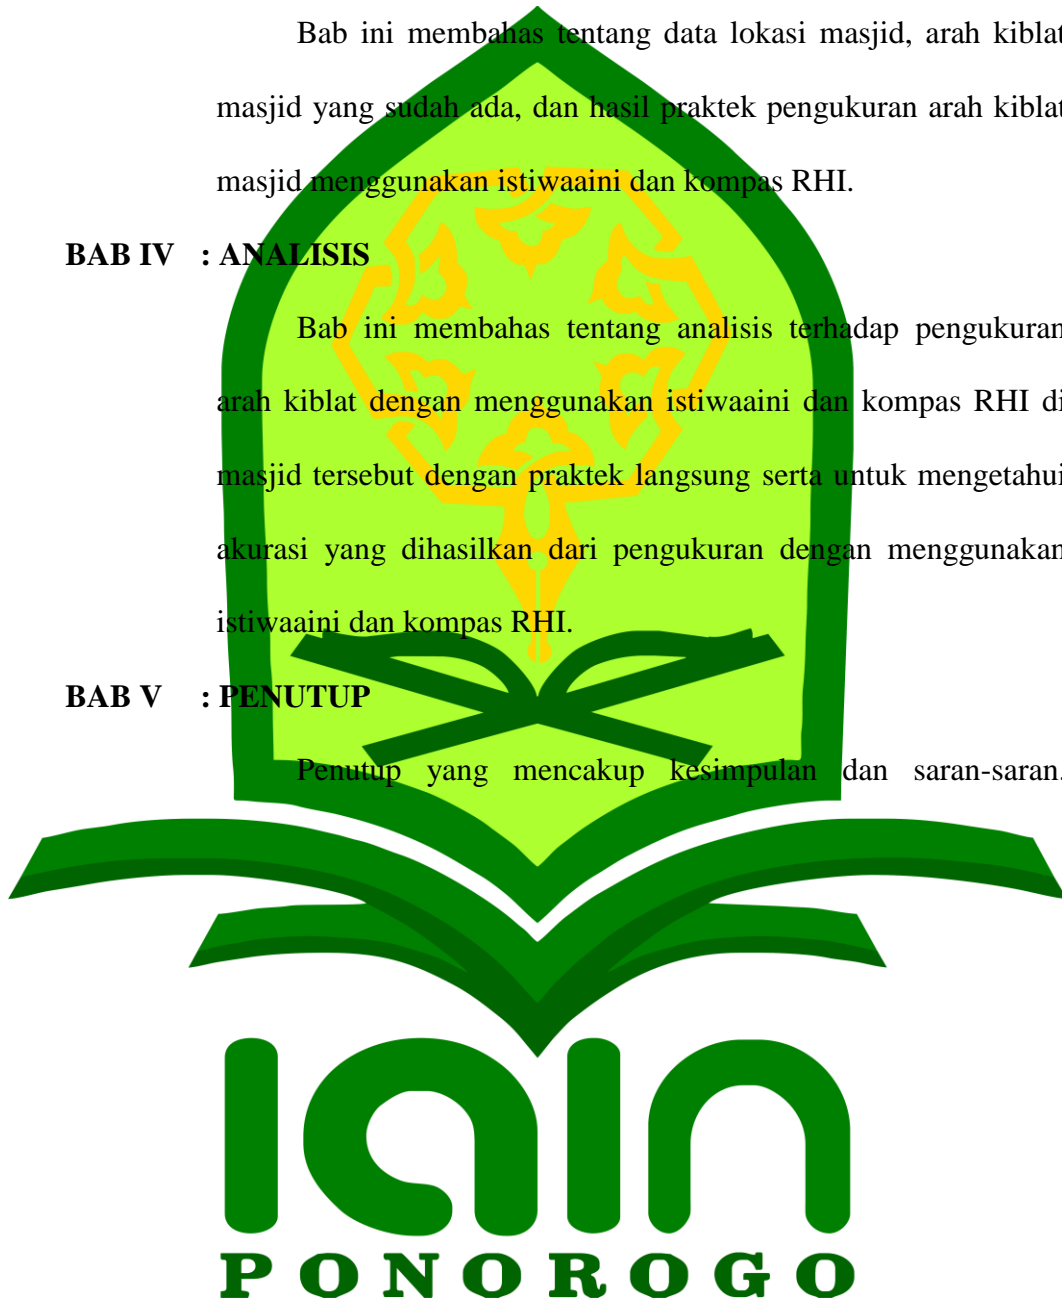 Bab ini membahas tentang data lokasi masjid, arah kiblat
masjid yang sudah ada, dan hasil praktek pengukuran arah kiblat
masjid menggunakan istiwaaini dan kompas RHI.
BAB IV : ANALISIS
Bab ini membahas tentang analisis terhadap pengukuran
arah kiblat dengan menggunakan istiwaaini dan kompas RHI di
masjid tersebut dengan praktek langsung serta untuk mengetahui
akurasi yang dihasilkan dari pengukuran dengan menggunakan
istiwaaini dan kompas RHI.
BAB V : PENUTUP
Penutup yang mencakup kesimpulan dan saran-saran.
iain
PONOROGO